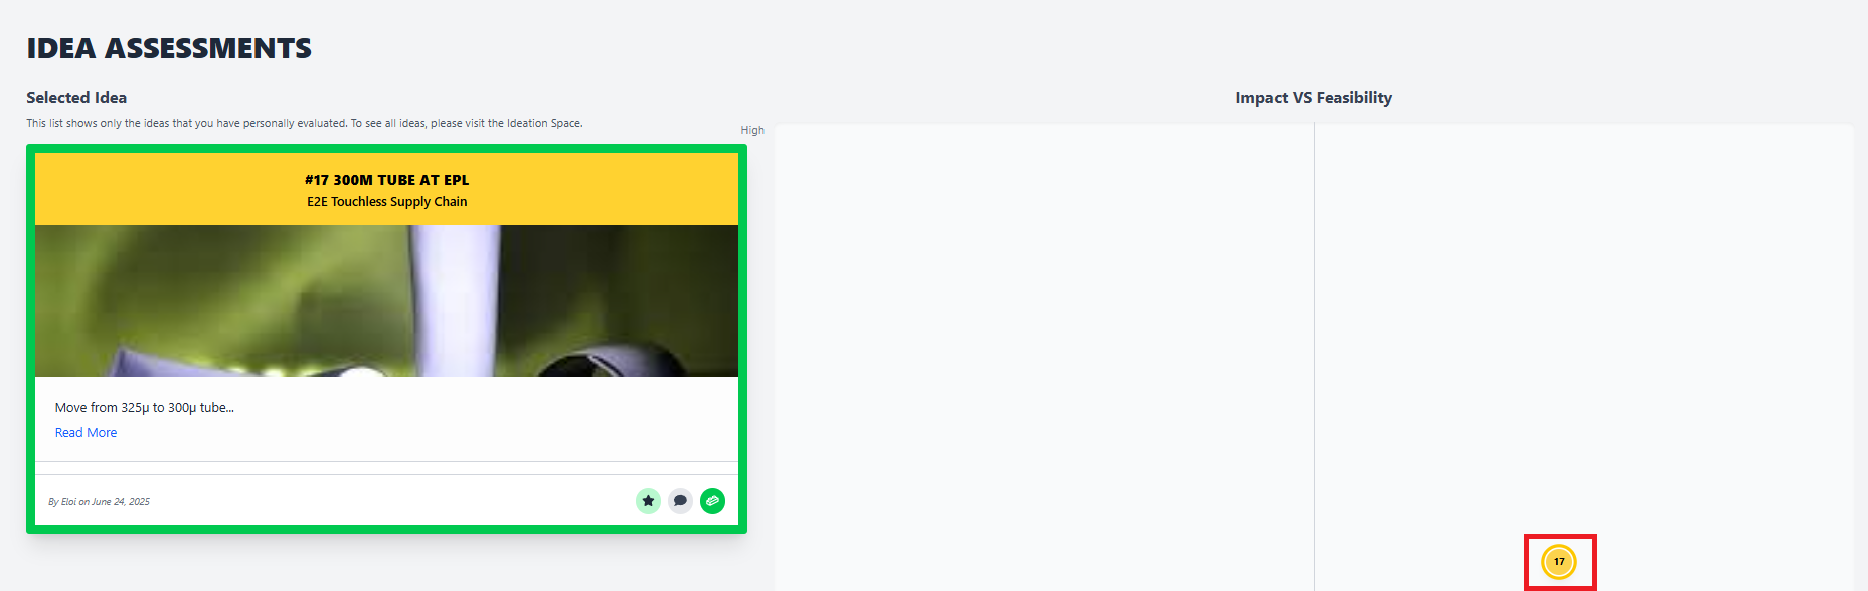 IDEA ASSESSMENTS
Selected Idea
This list shows only the ideas that you have personally evaluated. To see all ideas, please visit the Ideation Space.
#17 300M TUBE AT EPL
E2E Touchless Supply Chain
Move from 325µ to 300µ tube...
Read More
By Eloi on June 24, 2025
Impact VS Feasibility
High
17